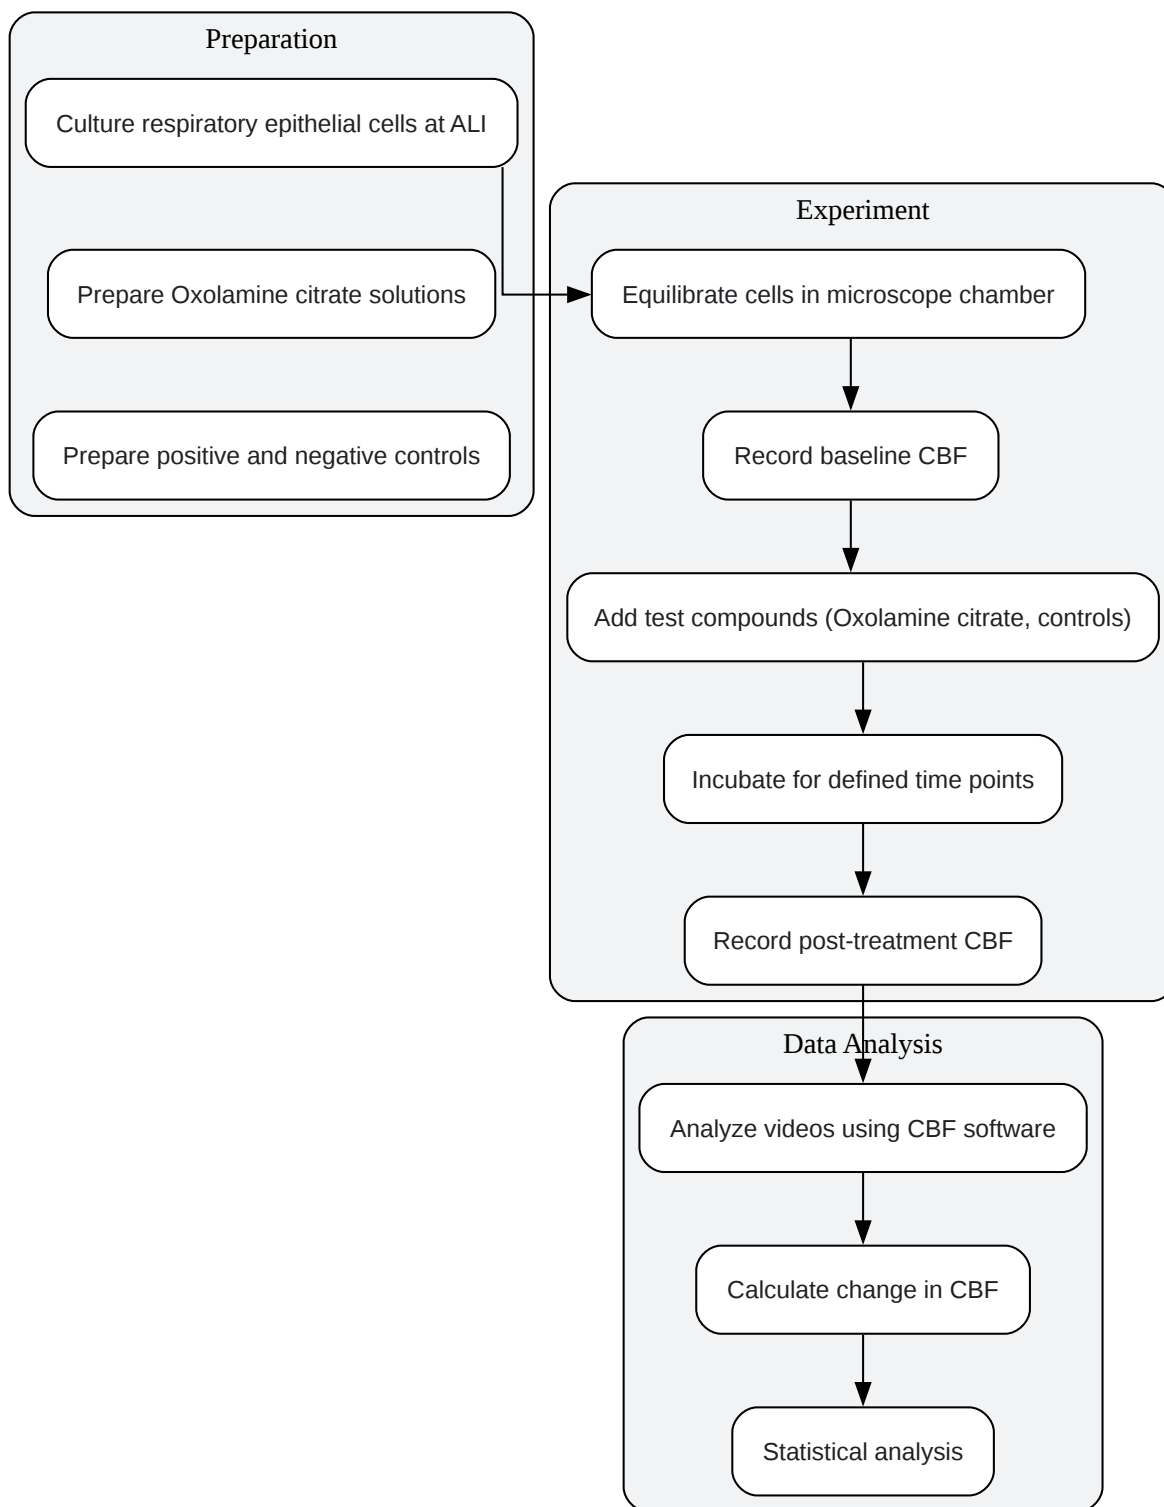 Preparation
Culture respiratory epithelial cells at ALI
Prepare Oxolamine citrate solutions
Prepare positive and negative controls
Experiment
Equilibrate cells in microscope chamber
Record baseline CBF
Add test compounds (Oxolamine citrate, controls)
Incubate for defined time points
Record post-treatment CBF
Data Analysis
Analyze videos using CBF software
Calculate change in CBF
Statistical analysis